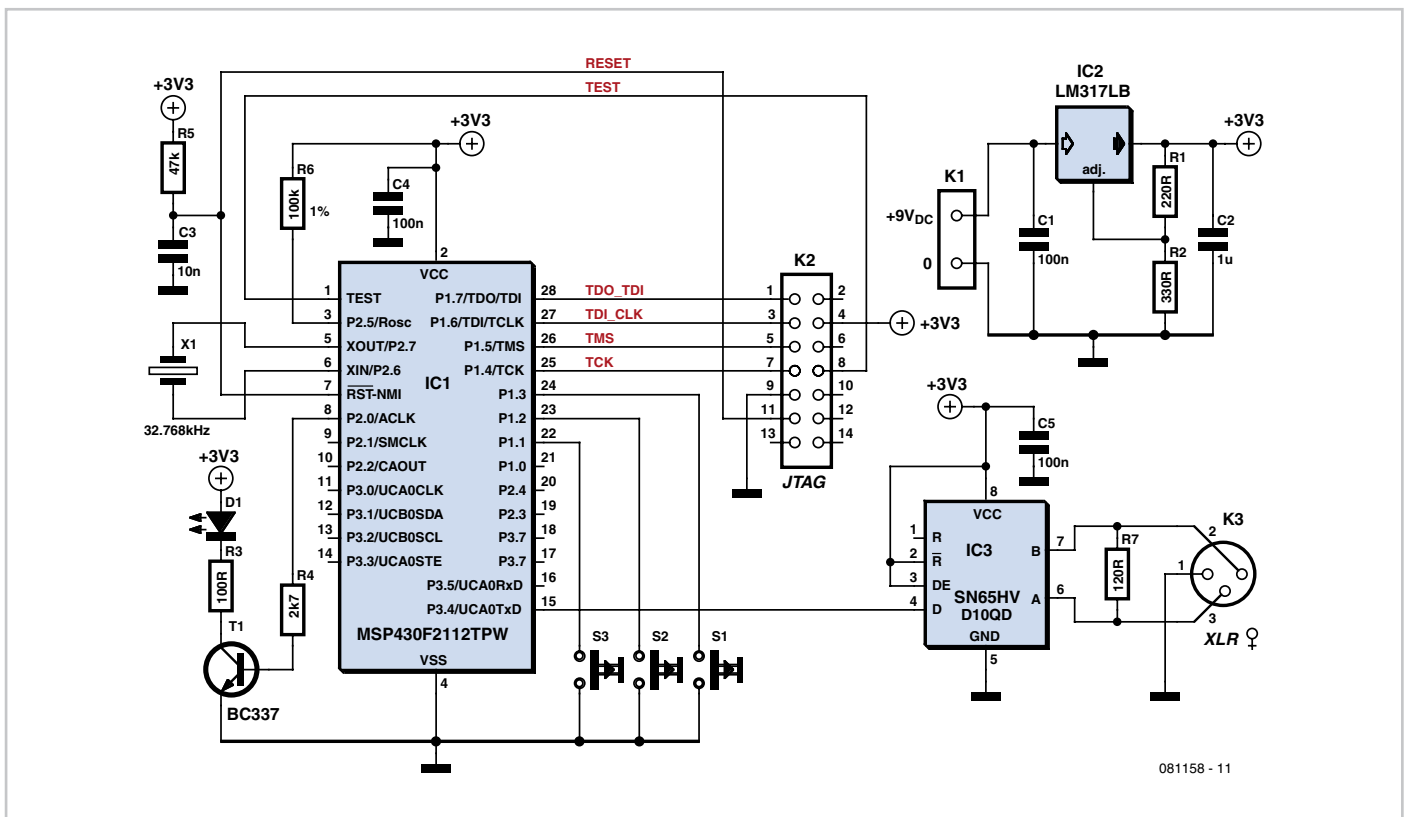 RESET
TEST
+3V3
R5
47k
C3
10n
R6
100k
1%
+3V3
C4
100n
2
VCC
1
TEST
3
P2.5/Rosc
5
XOUT/P2.7
6
XIN/P2.6
7
RST-NMI
8
P2.0/ACLK
9
P2.1/SMCLK
10
P2.2/CAOUT
11
P3.0/UCA0CLK
12
P3.1/UCB0SDA
13
P3.2/UCB0SCL
14
P3.3/UCA0STE
P1.7/TDO/TDI
28
P1.6/TDI/TCLK
27
P1.5/TMS
26
P1.4/TCK
25
P1.3
24
P1.2
23
P1.1
22
P1.0
21
P2.4
20
P2.3
19
P3.7
18
P3.7
17
P3.5/UCA0RxD
16
P3.4/UCA0TxD
15
IC1
MSP430F2112TPW
VSS
4
X1
32.768kHz
+3V3
D1
R3
100R
R4
2k7
T1
BC337
S3
S2
S1
TDO_TDI
TDI_CLK
TMS
TCK
K2
1
2
3
4
5
6
7
8
9
10
11
12
13
14
JTAG
+3V3
IC2
LM317LB
adj.
K1
+9VDC
0
C1
100n
R1
220R
R2
330R
C2
1u
+3V3
+3V3
C5
100n
8
VCC
1
R
2
R
3
DE
4
D
IC3
SN65HV
D10QD
GND
5
B
7
A
6
R7
120R
K3
2
1
3
XLR ♀
081158 - 11